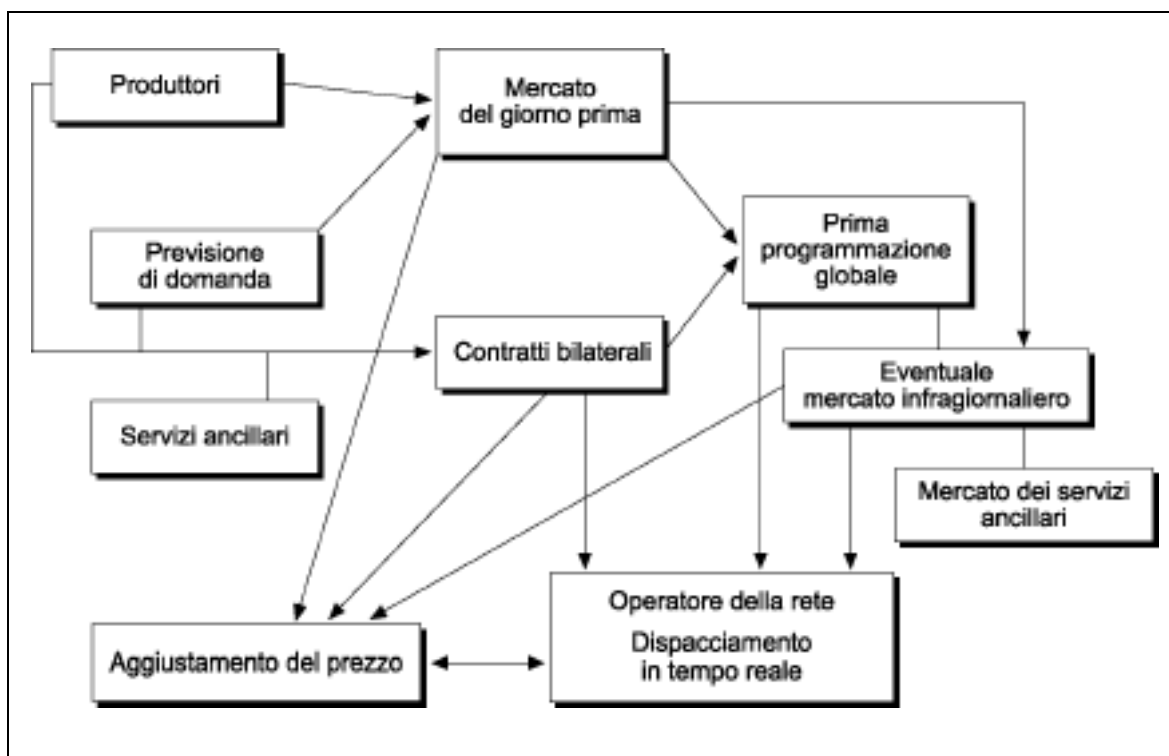 Produttori
Mercato
del giorno prima
Prima
programmazione
globale
Previsione
di domanda
Contratti bilaterali
Eventuale
mercato infragiornaliero
Servizi ancillari
Mercato dei servizi
ancillari
Operatore della rete
Dispacciamento
in tempo reale
Aggiustamento del prezzo